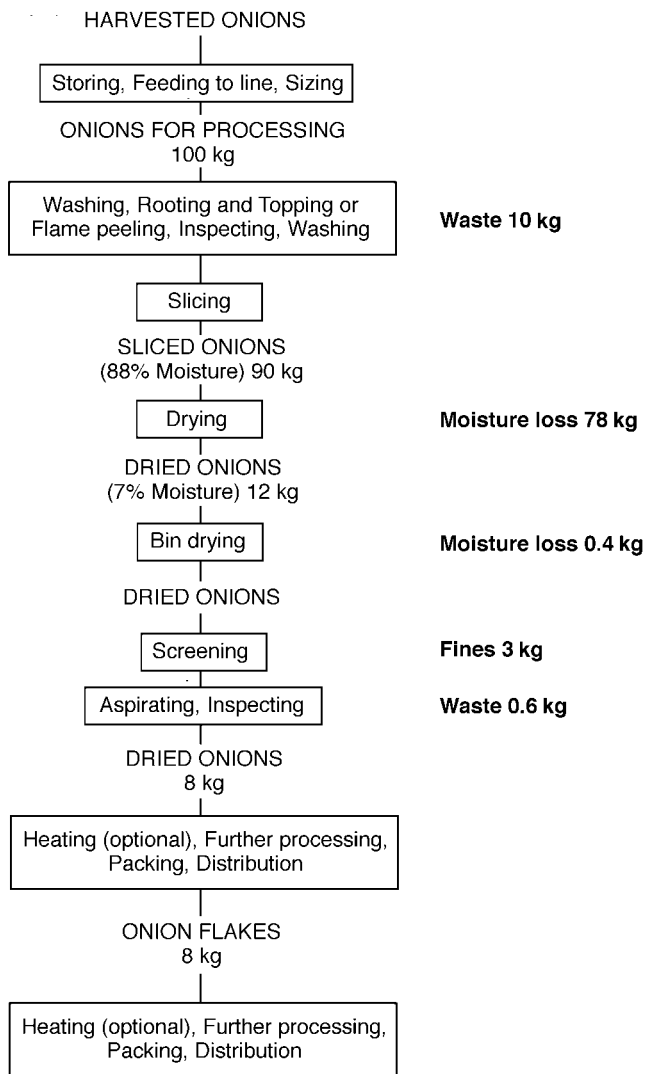 HARVESTED ONIONS
Storing, Feeding to line, Sizing
ONIONS FOR PROCESSING
100 kg
Washing, Rooting and Topping or
Flame peeling, Inspecting, Washing
Waste 10 kg
Slicing
SLICED ONIONS
(88% Moisture) 90 kg
Drying
Moisture loss 78 kg
DRIED ONIONS
(7% Moisture) 12 kg
Bin drying
Moisture loss 0.4 kg
DRIED ONIONS
Screening
Fines 3 kg
Aspirating, Inspecting
Waste 0.6 kg
DRIED ONIONS
8 kg
Heating (optional), Further processing,
Packing, Distribution
ONION FLAKES
8 kg
Heating (optional), Further processing,
Packing, Distribution